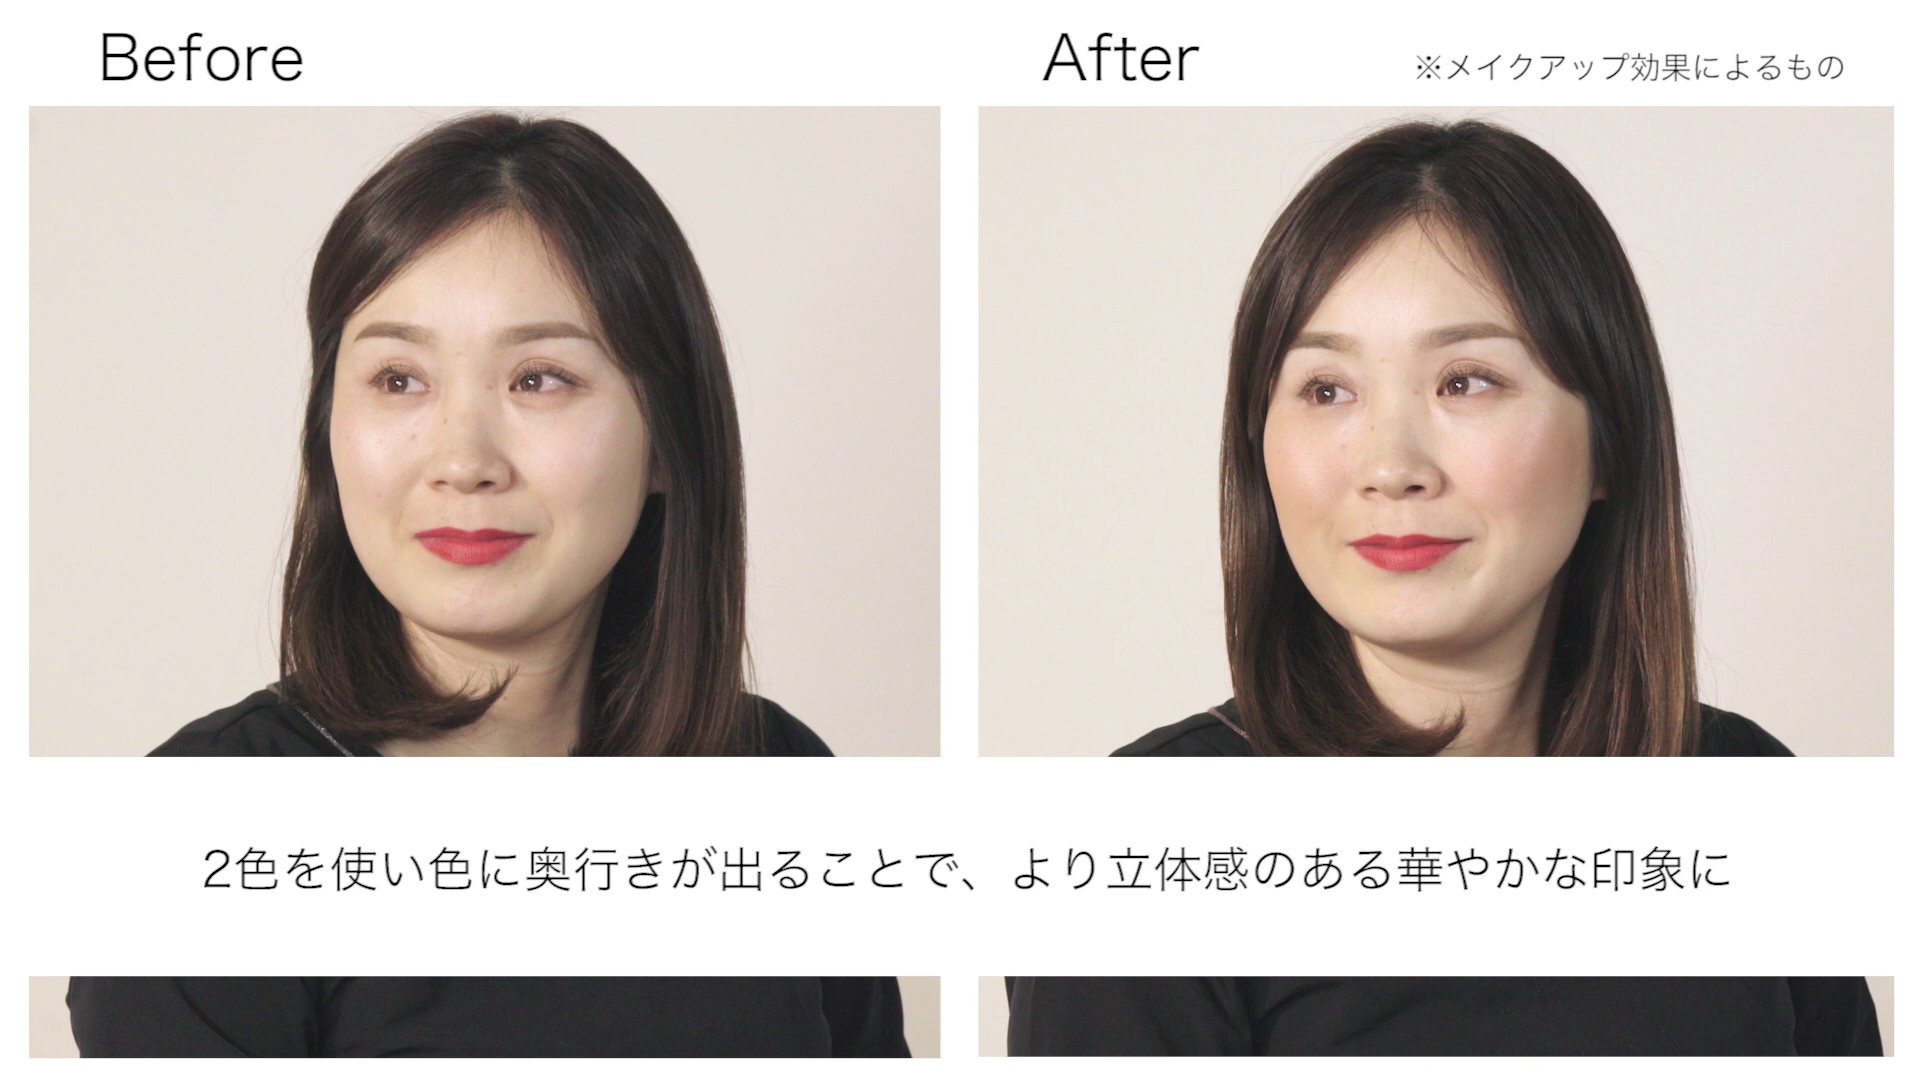 Before
After
※メイクアップ効果によるもの
2色を使い色に奥行きが出ることで、より立体感のある華やかな印象に